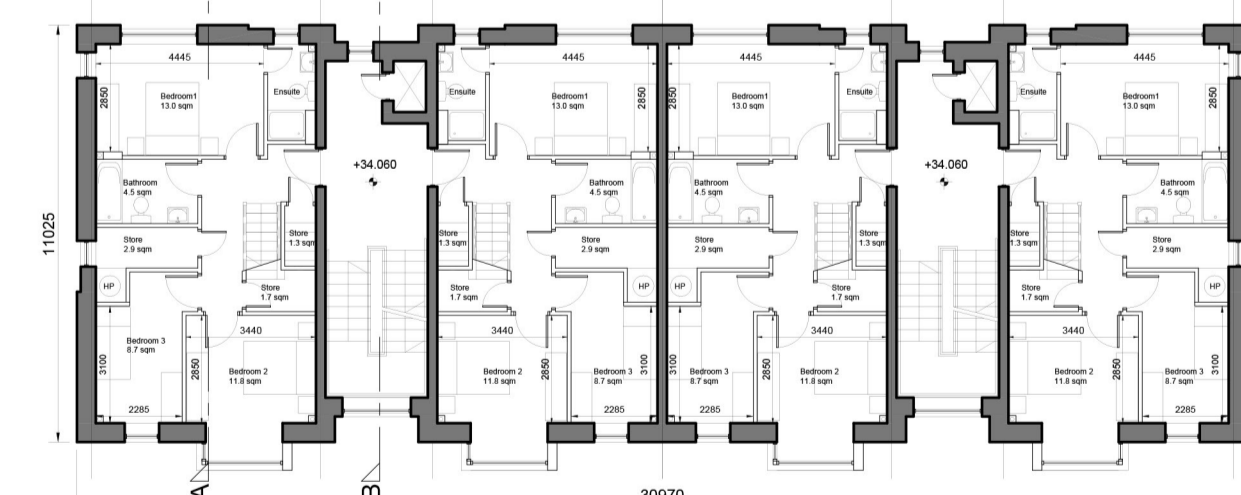 4445
4445
4445
4445
2850
Bedroom1
13.0 sqm
Ensuite
Ensuite
Bedroom1
13.0 sqm
2850
2850
Bedroom1
13.0 sqm
Ensuite
Ensuite
Bedroom1
13.0 sqm
2850
+34.060
+34.060
Bathroom
4.5 sqm
Bathroom
4.5 sqm
Bathroom
4.5 sqm
Bathroom
4.5 sqm
11025
Store
2.9 sqm
Store
1.3 sqm
Store
1.3 sqm
Store
2.9 sqm
Store
2.9 sqm
Store
1.3 sqm
Store
1.3 sqm
Store
2.9 sqm
HP
Store
1.7 sqm
Store
1.7 sqm
HP
HP
Store
1.7 sqm
Store
1.7 sqm
HP
3440
3440
3440
3440
Bedroom 3
8.7 sqm
3100
2850
Bedroom 2
11.8 sqm
Bedroom 2
11.8 sqm
2850
Bedroom 3
8.7 sqm
3100
3100
Bedroom 3
8.7 sqm
2850
Bedroom 2
11.8 sqm
Bedroom 2
11.8 sqm
2850
Bedroom 3
8.7 sqm
3100
2285
2285
2285
2285
A
B
30970